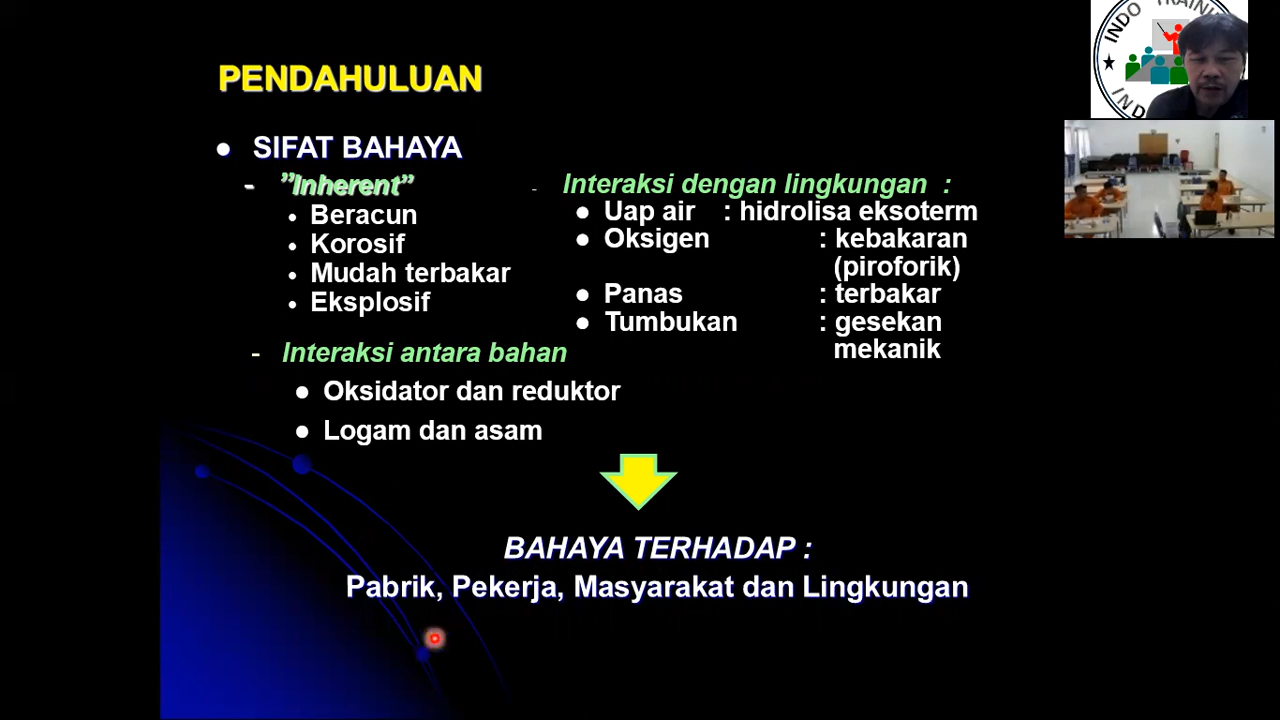 PENDAHULUAN
● SIFAT BAHAYA
- ”Inherent”
• Beracun
• Korosif
• Mudah terbakar
• Eksplosif
- Interaksi dengan lingkungan :
● Uap air : hidrolisa eksoterm
● Oksigen : kebakaran
(piroforik)
● Panas : terbakar
● Tumbukan : gesekan
mekanik
- Interaksi antara bahan
● Oksidator dan reduktor
● Logam dan asam
BAHAYA TERHADAP :
Pabrik, Pekerja, Masyarakat dan Lingkungan
INDO